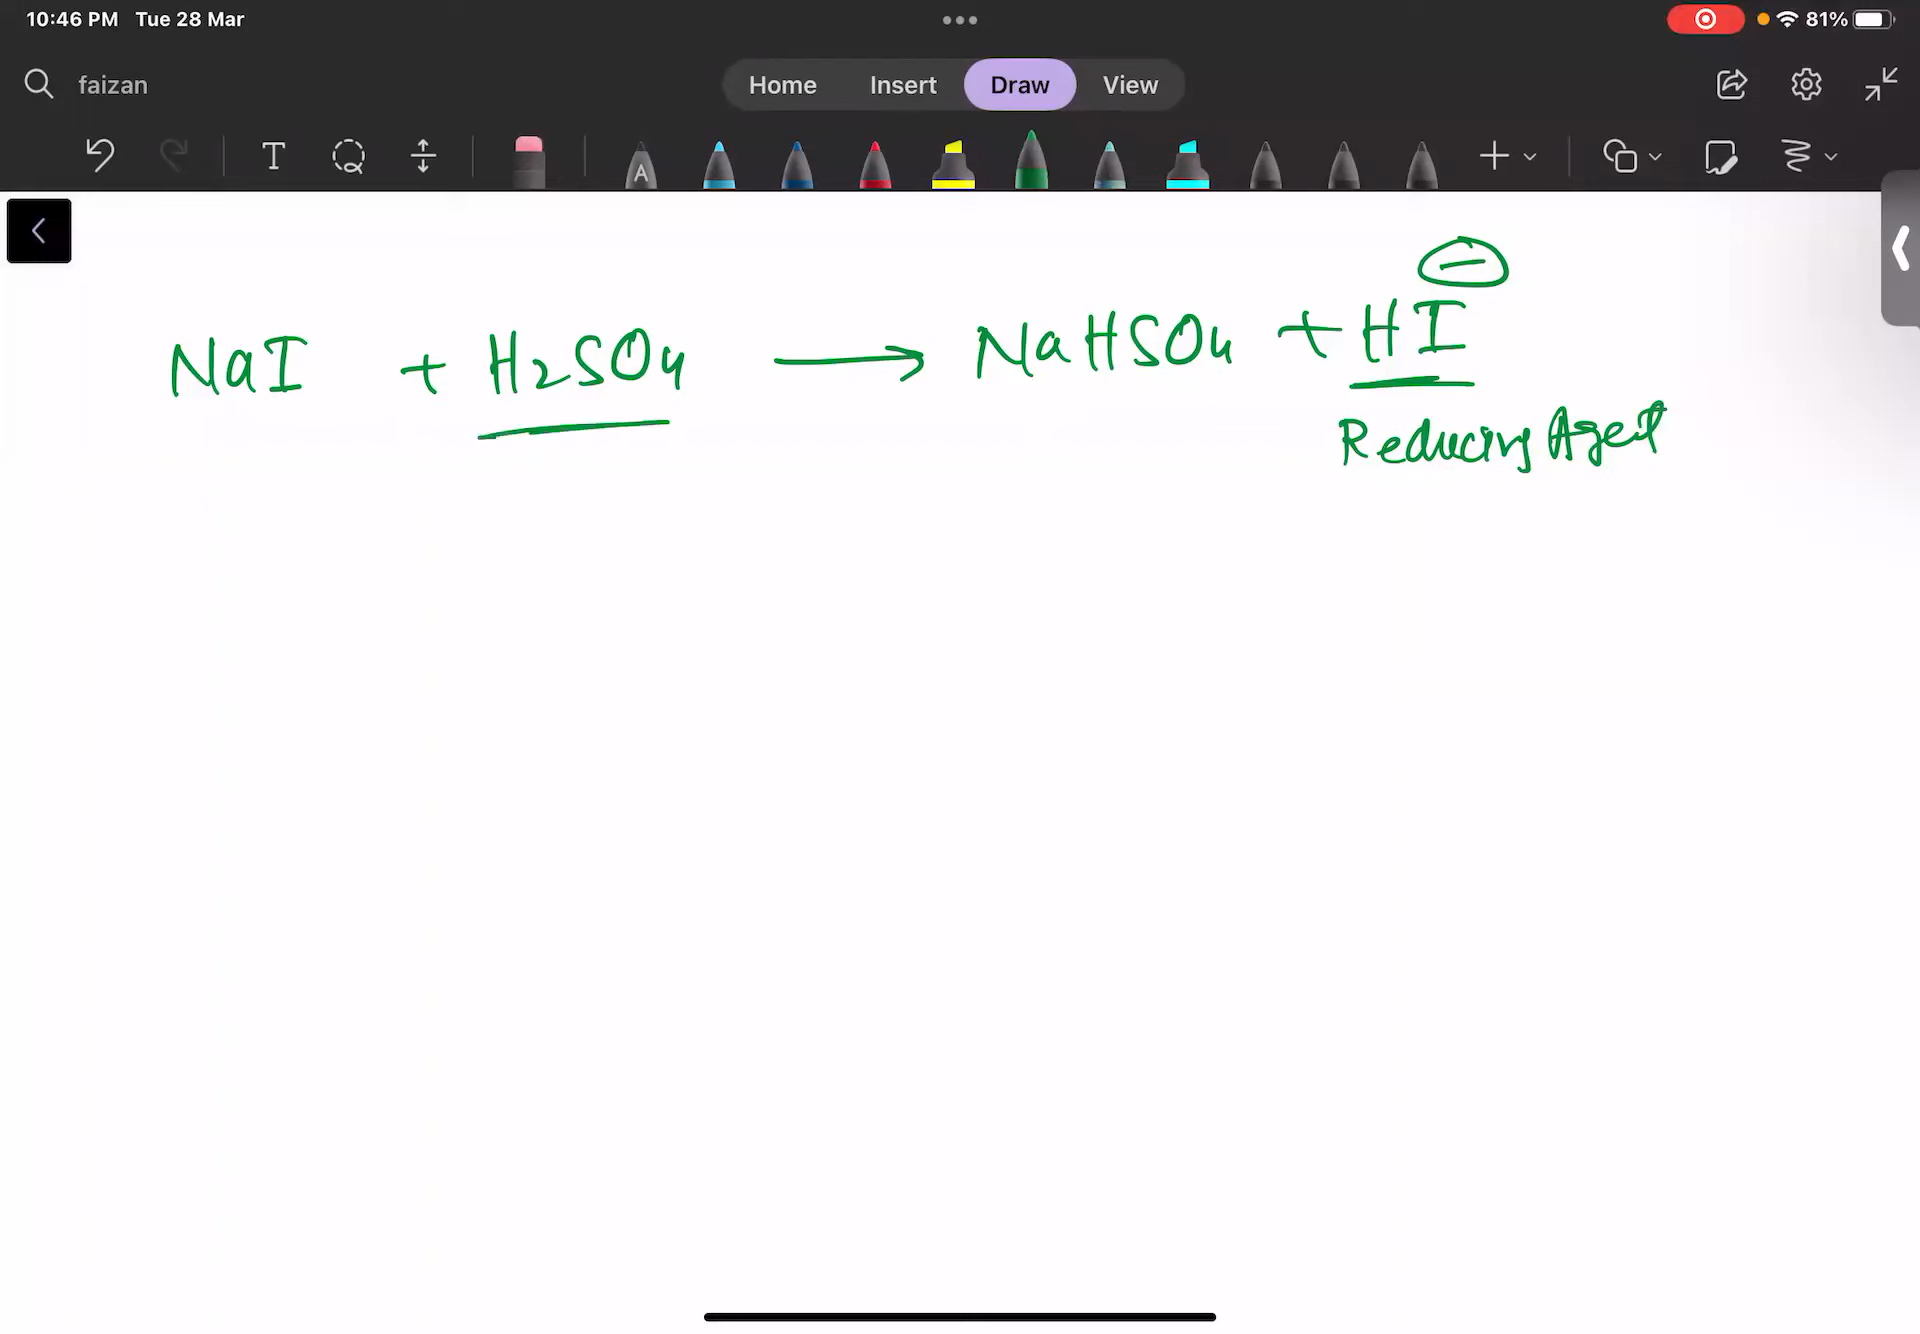 10:46 PM Tue 28 Mar 81%
faizan Home Insert Draw View
T A
NaI + H2SO4 ⟶ NaHSO4 + HI −
Reducing Agent